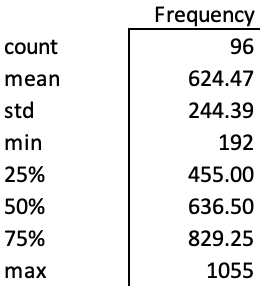 Frequency
count 96
mean 624.47
std 244.39
min 192
25% 455.00
50% 636.50
75% 829.25
max 1055